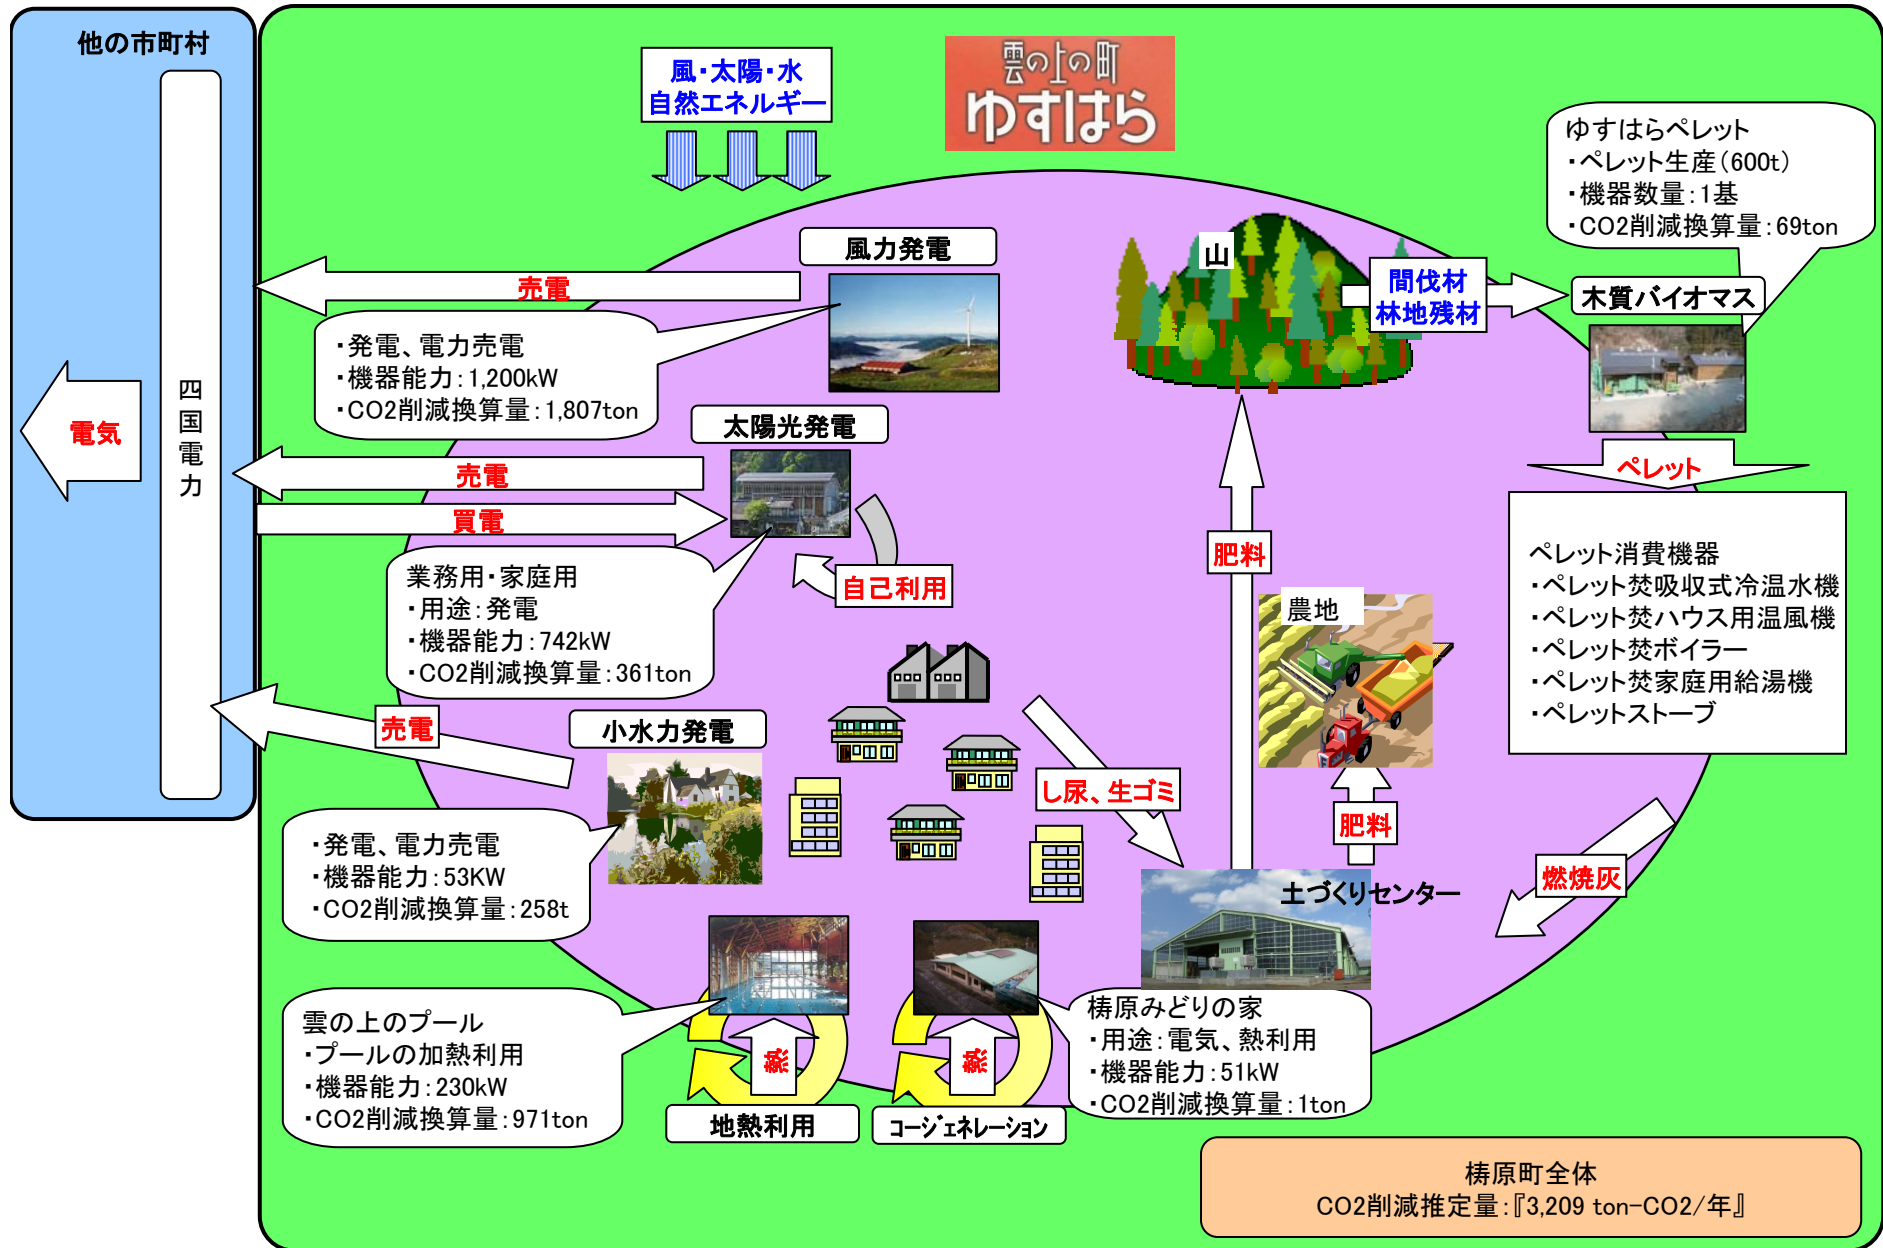 他の市町村
四国電力
電気
風・太陽・水
自然エネルギー
雲の上の町
ゆすはら
ゆすはらペレット
・ペレット生産(600t)
・機器数量:1基
・CO2削減換算量:69ton
風力発電
売電
・発電、電力売電
・機器能力:1,200kW
・CO2削減換算量:1,807ton
山
間伐材
林地残材
木質バイオマス
太陽光発電
売電
買電
自己利用
業務用・家庭用
・用途:発電
・機器能力:742kW
・CO2削減換算量:361ton
ペレット
ペレット消費機器
・ペレット焚吸収式冷温水機
・ペレット焚ハウス用温風機
・ペレット焚ボイラー
・ペレット焚家庭用給湯機
・ペレットストーブ
肥料
農地
売電
小水力発電
・発電、電力売電
・機器能力:53KW
・CO2削減換算量:258t
し尿、生ゴミ
肥料
燃焼灰
土づくりセンター
雲の上のプール
・プールの加熱利用
・機器能力:230kW
・CO2削減換算量:971ton
熱
地熱利用
熱
コージェネレーション
梼原みどりの家
・用途:電気、熱利用
・機器能力:51kW
・CO2削減換算量:1ton
梼原町全体
CO2削減推定量:『3,209 ton-CO2/年』